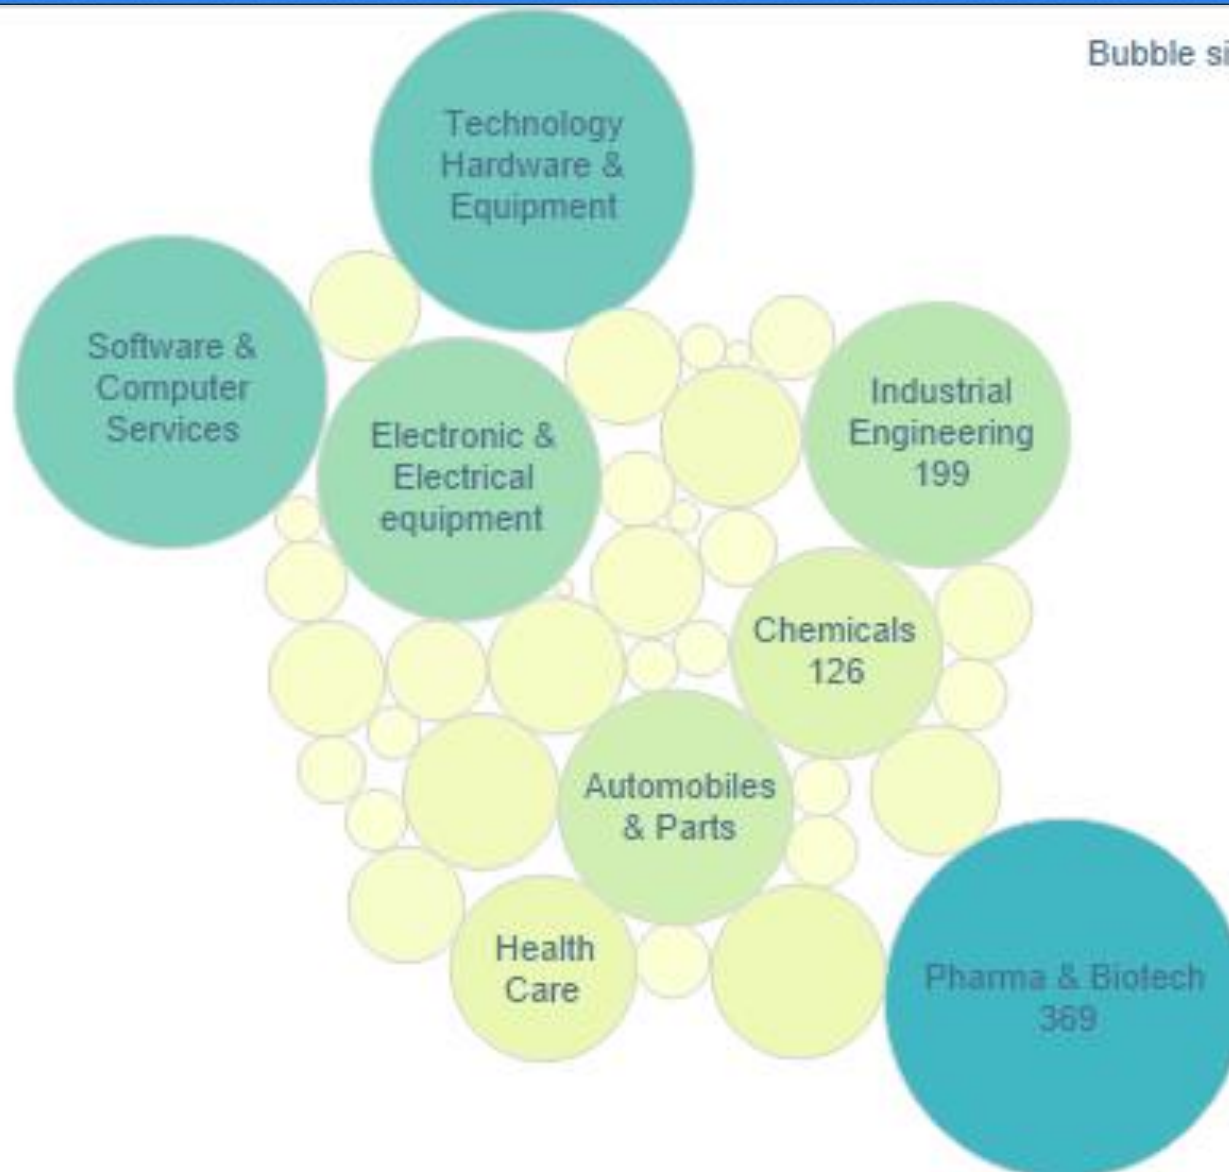 Bubble si
Technology
Hardware &
Equipment
Software &
Computer
Services
Electronic &
Electrical
equipment
Industrial
Engineering
199
Chemicals
126
Automobiles
& Parts
Health
Care
Pharma & Biotech
369